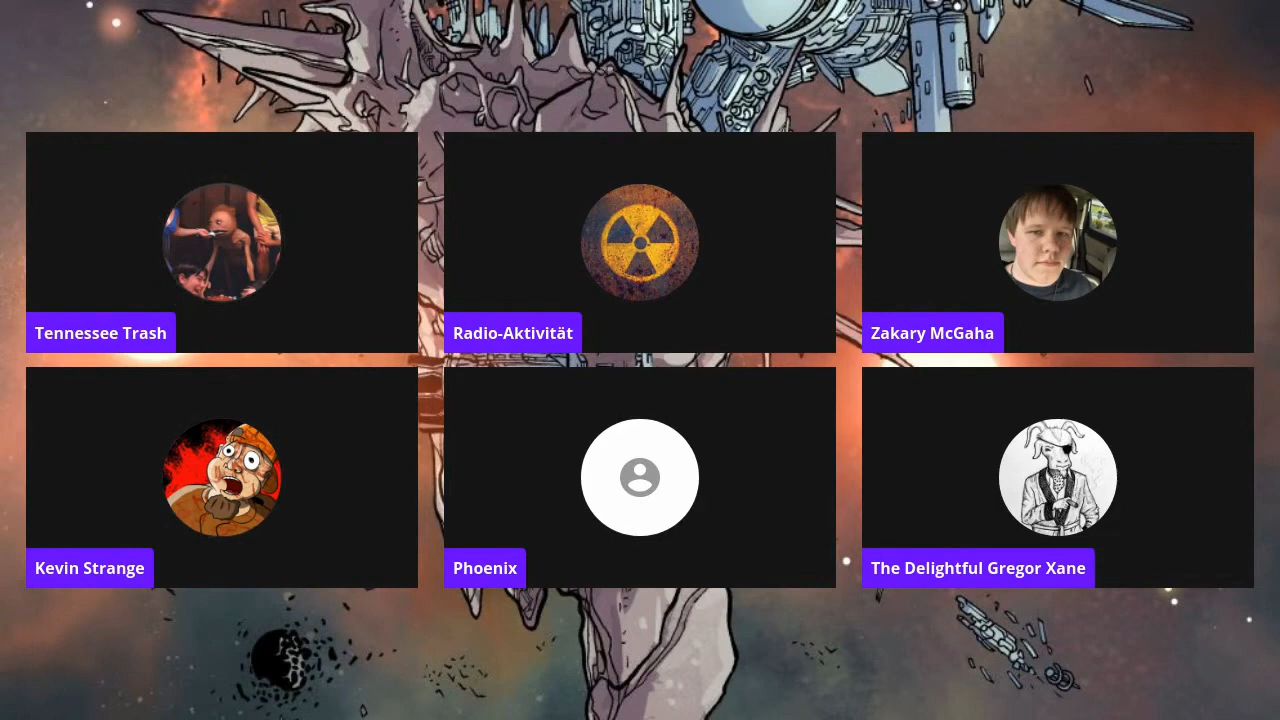 Tennessee Trash
Radio-Aktivität
Zakary McGaha
Kevin Strange
Phoenix
The Delightful Gregor Xane